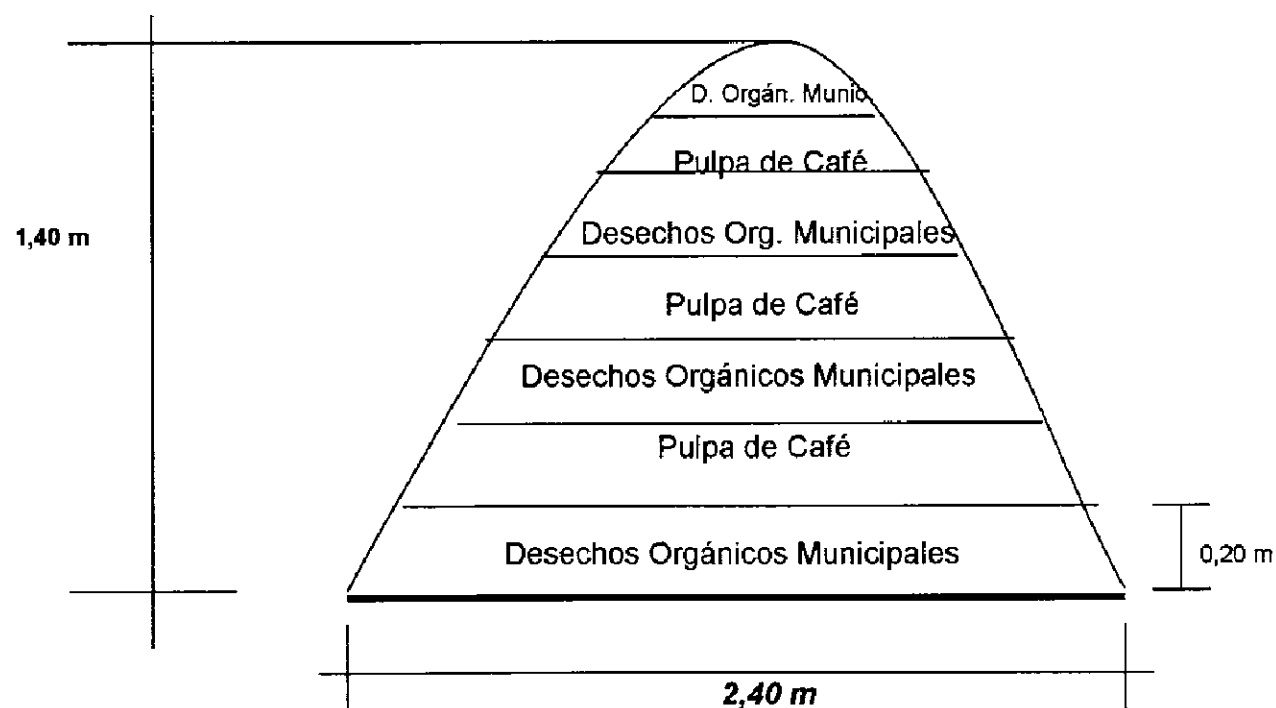 D. Orgán. Munic
Pulpa de Café
Desechos Org. Municipales
1,40 m
Pulpa de Café
Desechos Orgánicos Municipales
Pulpa de Café
Desechos Orgánicos Municipales
0,20 m
2,40 m